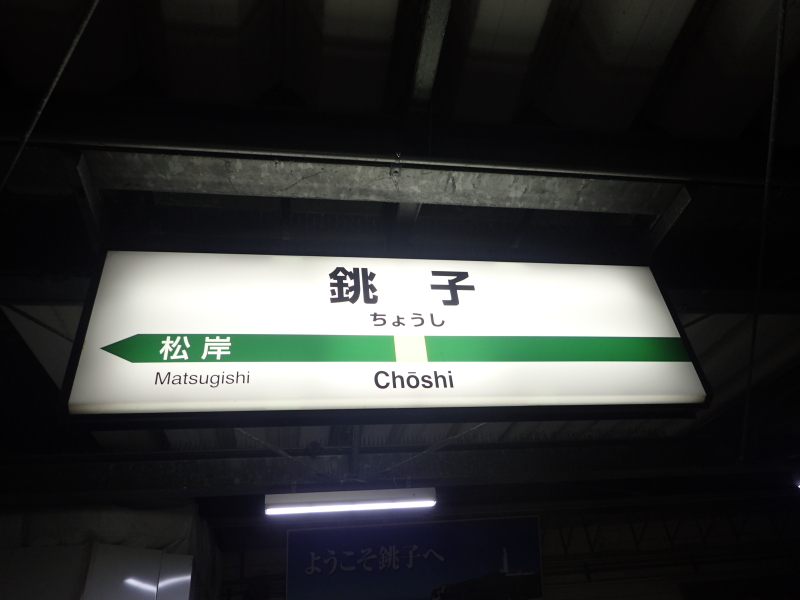 銚子
ちょうし
松岸
Matsugishi
Chōshi
ようこそ銚子へ